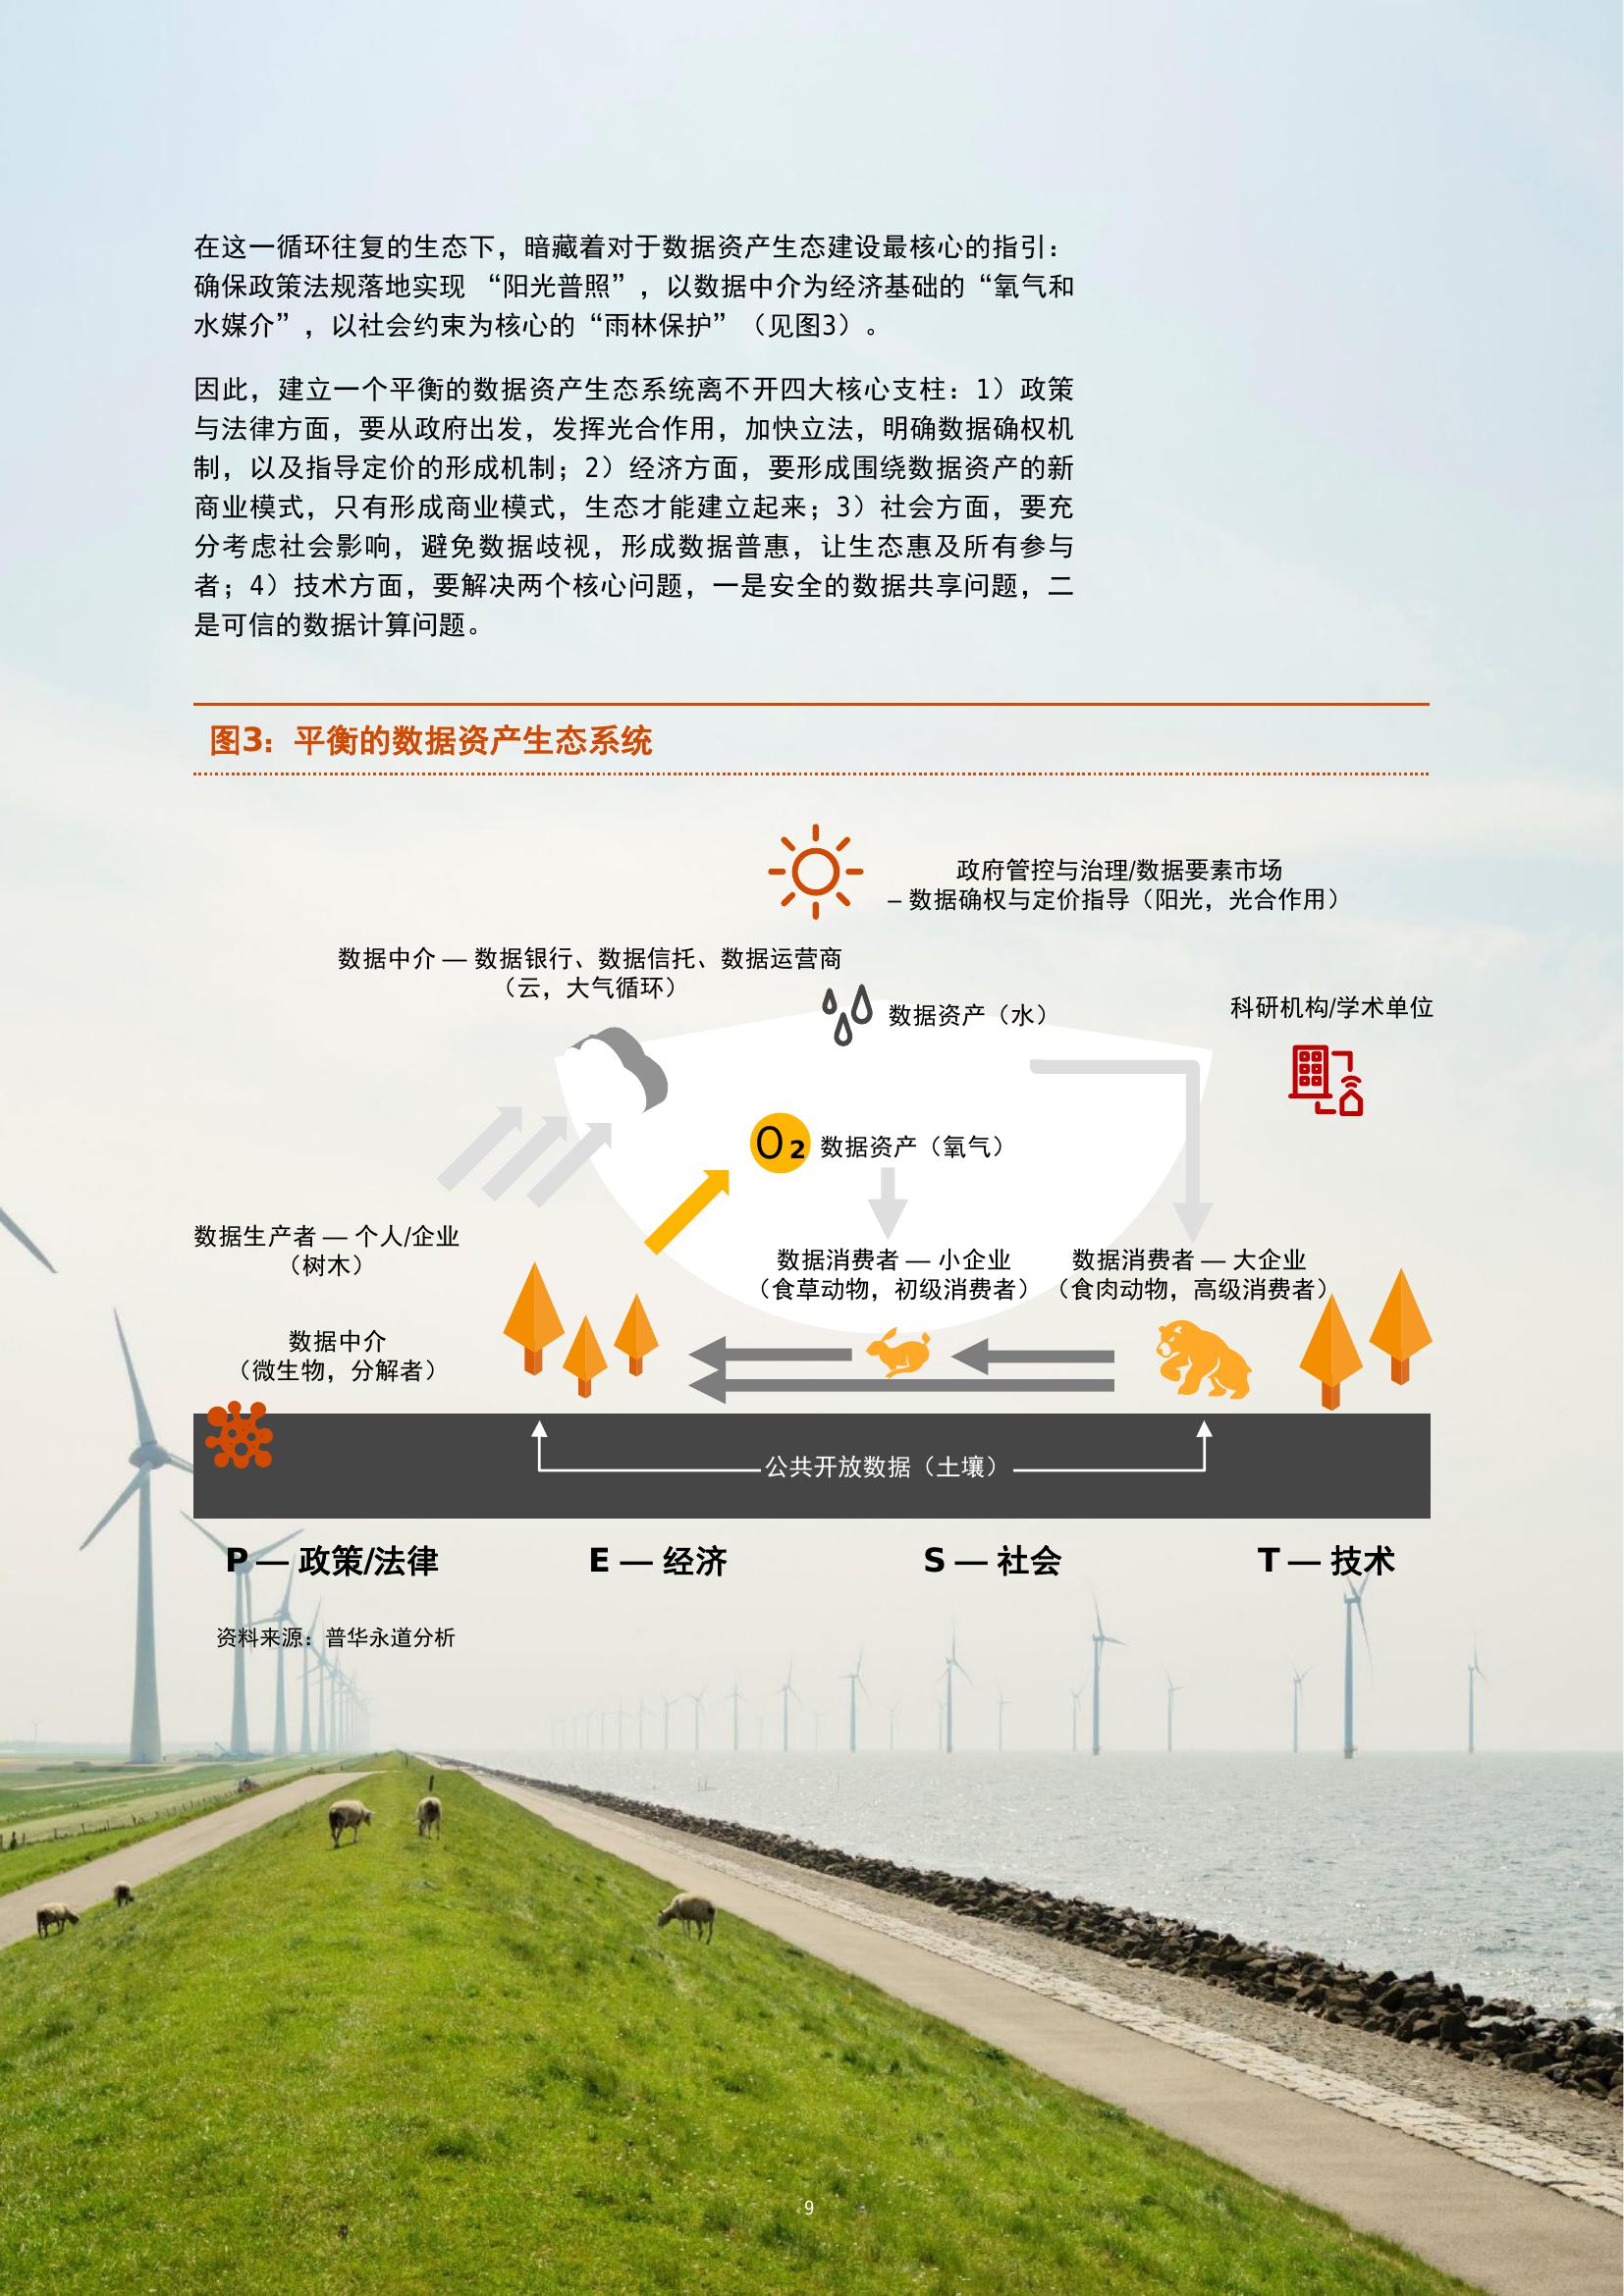 在这一循环往复的生态下，暗藏着对于数据资产生态建设最核心的指引：
确保政策法规落地实现 “阳光普照”，以数据中介为经济基础的“氧气和
水媒介”，以社会约束为核心的“雨林保护”（见图3）。
因此，建立一个平衡的数据资产生态系统离不开四大核心支柱：1）政策
与法律方面，要从政府出发，发挥光合作用，加快立法，明确数据确权机
制，以及指导定价的形成机制；2）经济方面，要形成围绕数据资产的新
商业模式，只有形成商业模式，生态才能建立起来；3）社会方面，要充
分考虑社会影响，避免数据歧视，形成数据普惠，让生态惠及所有参与
者；4）技术方面，要解决两个核心问题，一是安全的数据共享问题，二
是可信的数据计算问题。
图3：平衡的数据资产生态系统
政府管控与治理/数据要素市场
– 数据确权与定价指导（阳光，光合作用）
数据中介 — 数据银行、数据信托、数据运营商
（云，大气循环）
数据资产（水）
科研机构/学术单位
O2 数据资产（氧气）
数据生产者 — 个人/企业
（树木）
数据消费者 — 小企业
（食草动物，初级消费者）
数据消费者 — 大企业
（食肉动物，高级消费者）
数据中介
（微生物，分解者）
公共开放数据（土壤）
P — 政策/法律
E — 经济
S — 社会
T — 技术
资料来源：普华永道分析
9